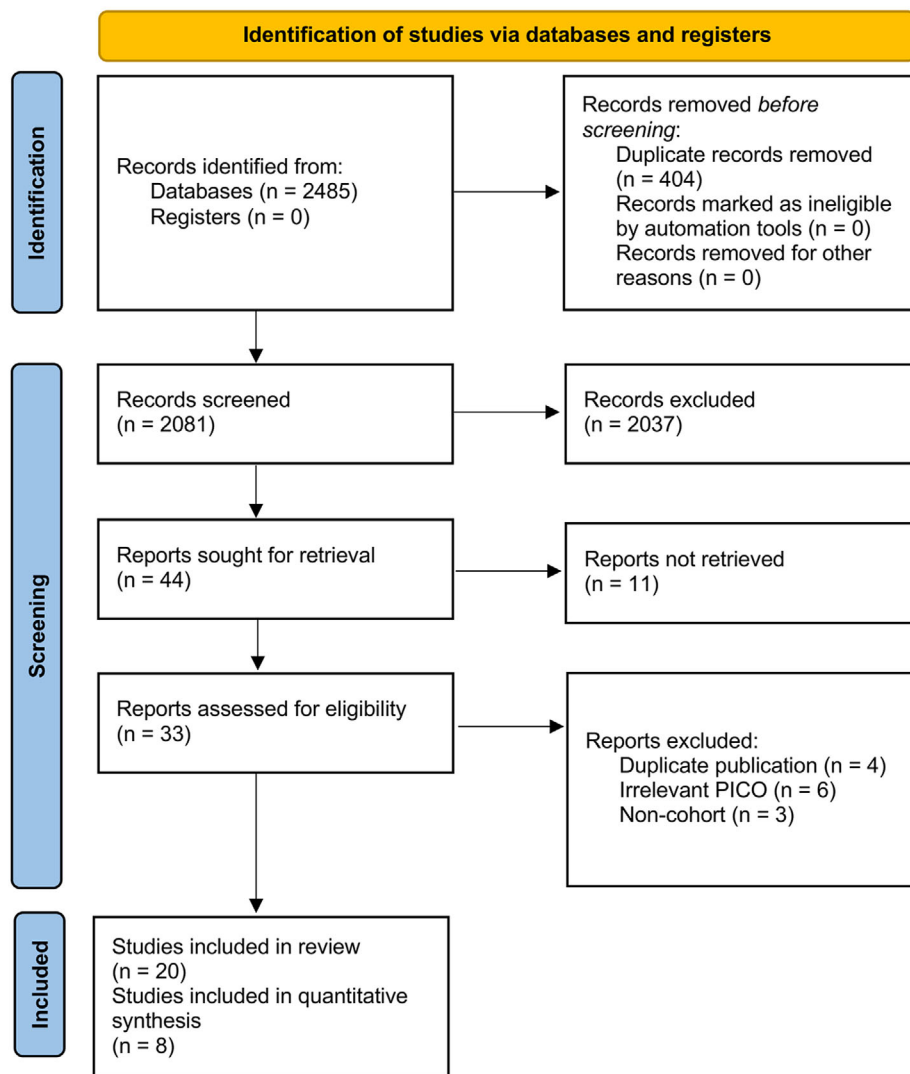 Identification of studies via databases and registers
Identification
Records identified from:
Databases (n = 2485)
Registers (n = 0)
Records removed before
screening:
Duplicate records removed
(n = 404)
Records marked as ineligible
by automation tools (n = 0)
Records removed for other
reasons (n = 0)
Screening
Records screened
(n = 2081)
Records excluded
(n = 2037)
Reports sought for retrieval
(n = 44)
Reports not retrieved
(n = 11)
Reports assessed for eligibility
(n = 33)
Reports excluded:
Duplicate publication (n = 4)
Irrelevant PICO (n = 6)
Non-cohort (n = 3)
Included
Studies included in review
(n = 20)
Studies included in quantitative
synthesis
(n = 8)